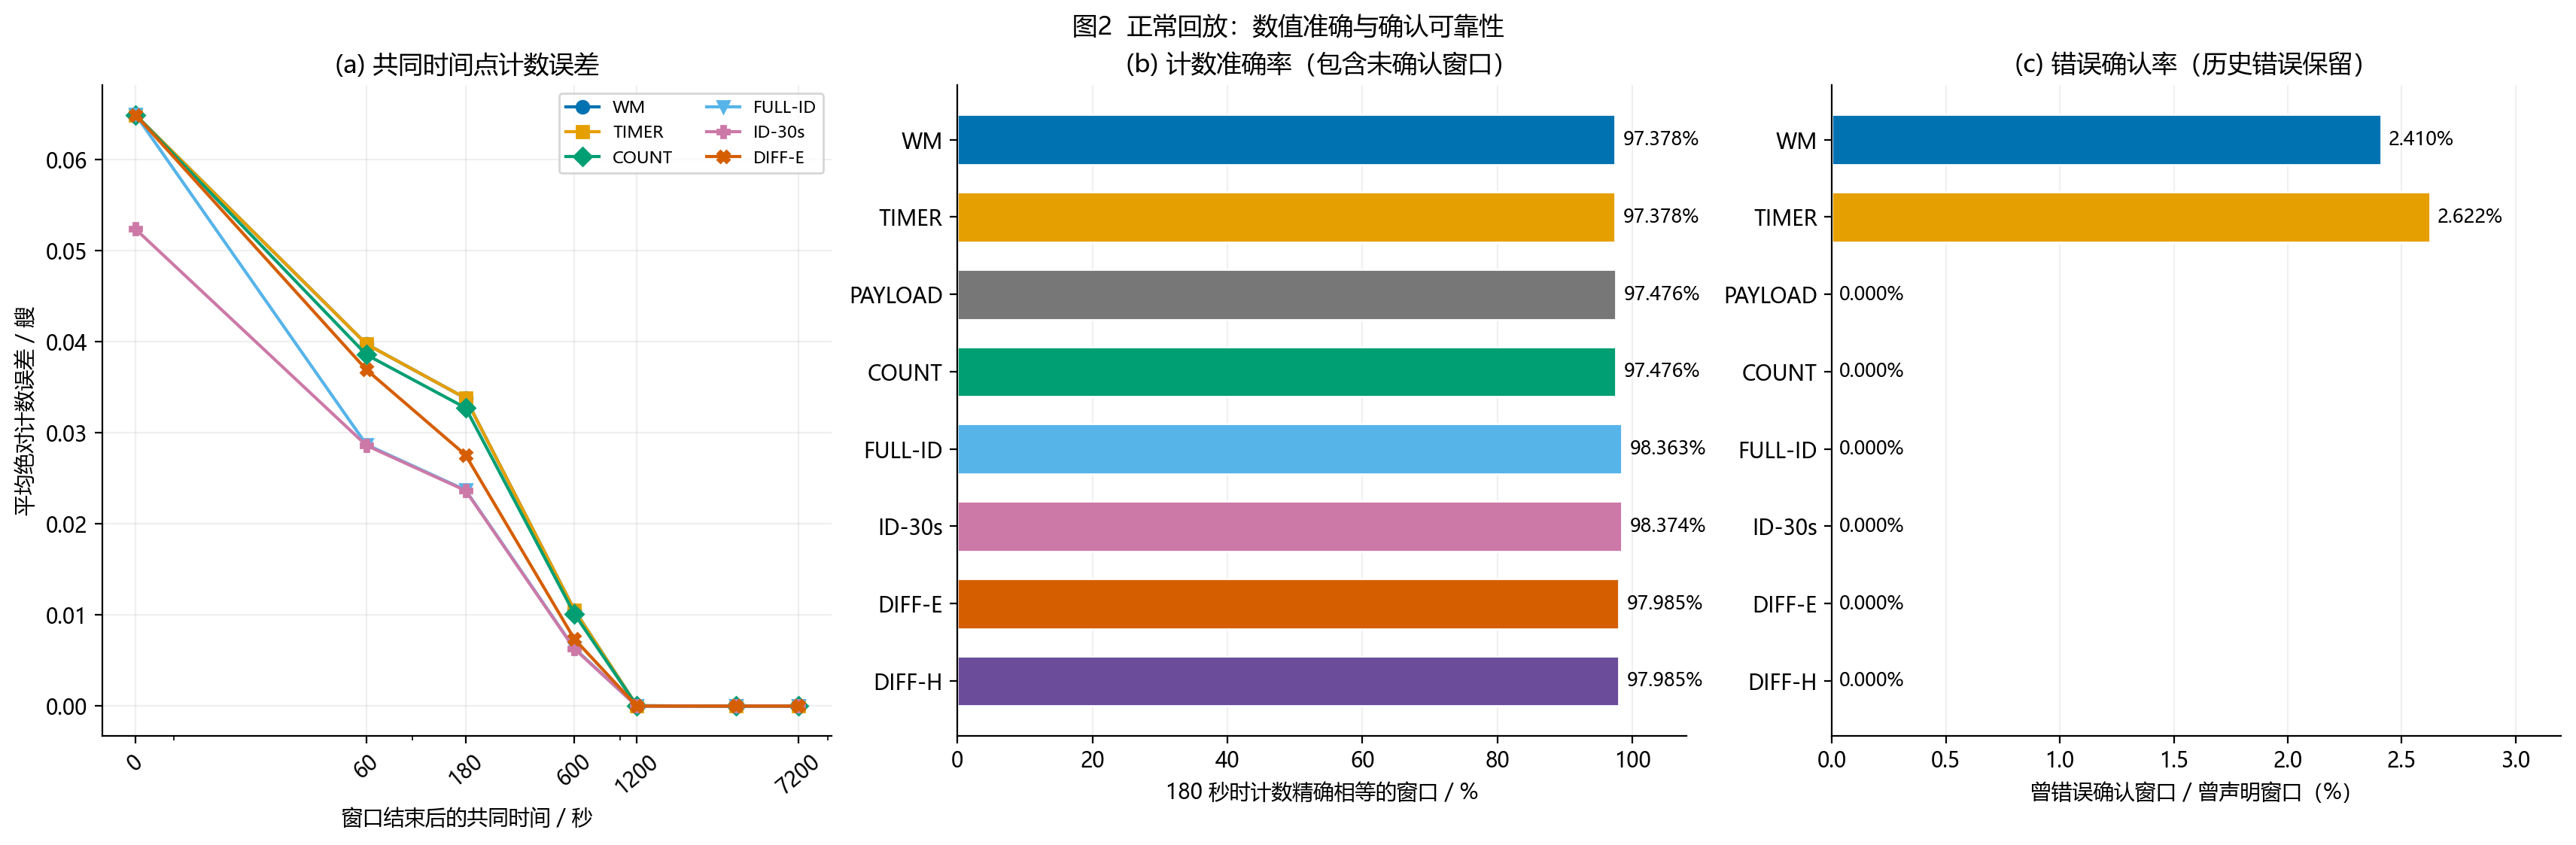 图2  正常回放：数值准确与确认可靠性
(a) 共同时间点计数误差
WM
TIMER
COUNT
FULL-ID
ID-30s
DIFF-E
平均绝对计数误差 / 艘
0.06
0.05
0.04
0.03
0.02
0.01
0.00
0
60
180
600
1200
7200
窗口结束后的共同时间 / 秒
(b) 计数准确率（包含未确认窗口）
WM
97.378%
TIMER
97.378%
PAYLOAD
97.476%
COUNT
97.476%
FULL-ID
98.363%
ID-30s
98.374%
DIFF-E
97.985%
DIFF-H
97.985%
0
20
40
60
80
100
180 秒时计数精确相等的窗口 / %
(c) 错误确认率（历史错误保留）
WM
2.410%
TIMER
2.622%
PAYLOAD
0.000%
COUNT
0.000%
FULL-ID
0.000%
ID-30s
0.000%
DIFF-E
0.000%
DIFF-H
0.000%
0.0
0.5
1.0
1.5
2.0
2.5
3.0
曾错误确认窗口 / 曾声明窗口（%）